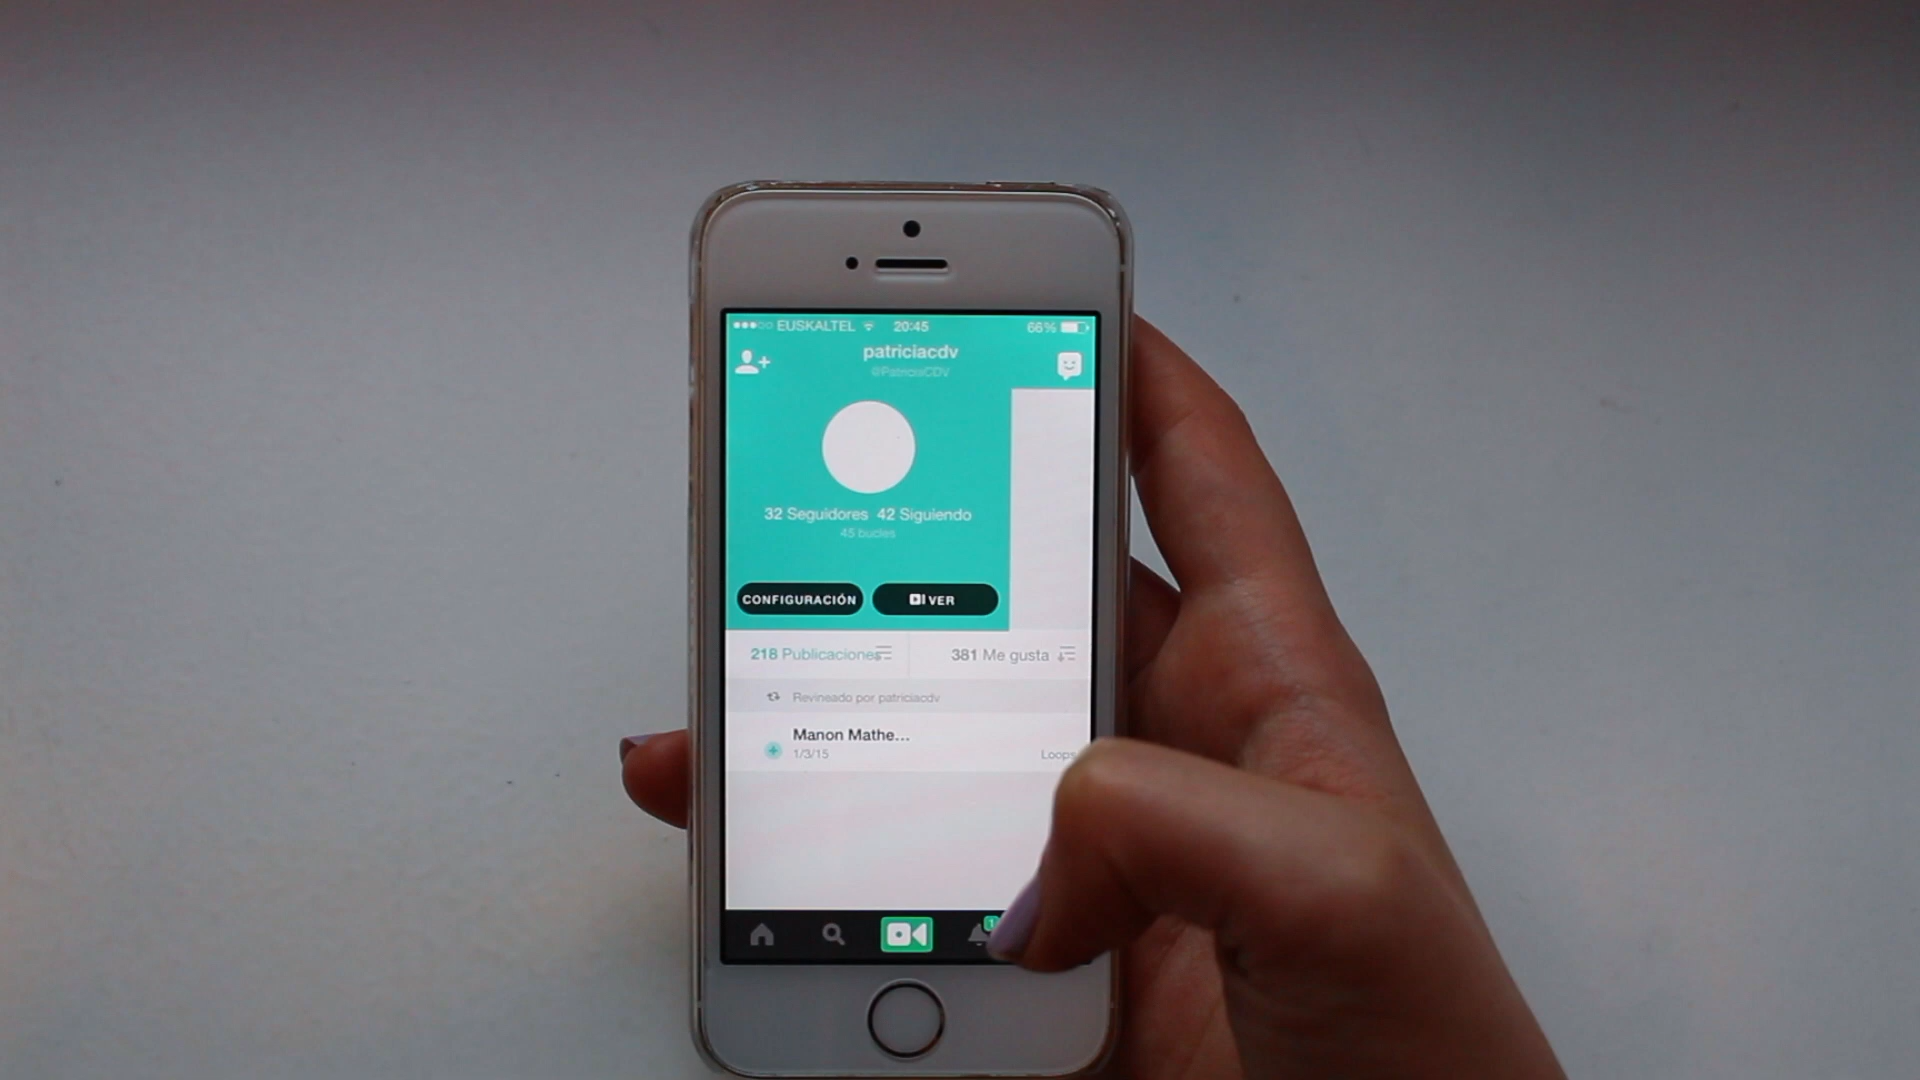 EUSKALTEL 20:45 66%
patriciacdv
@PatriciaCDV
32 Seguidores 42 Siguiendo
45 bucles
CONFIGURACIÓN VER
218 Publicaciones 381 Me gusta
Revineado por patriciacdv
Manon Mathe...
1/3/15 Loops
1